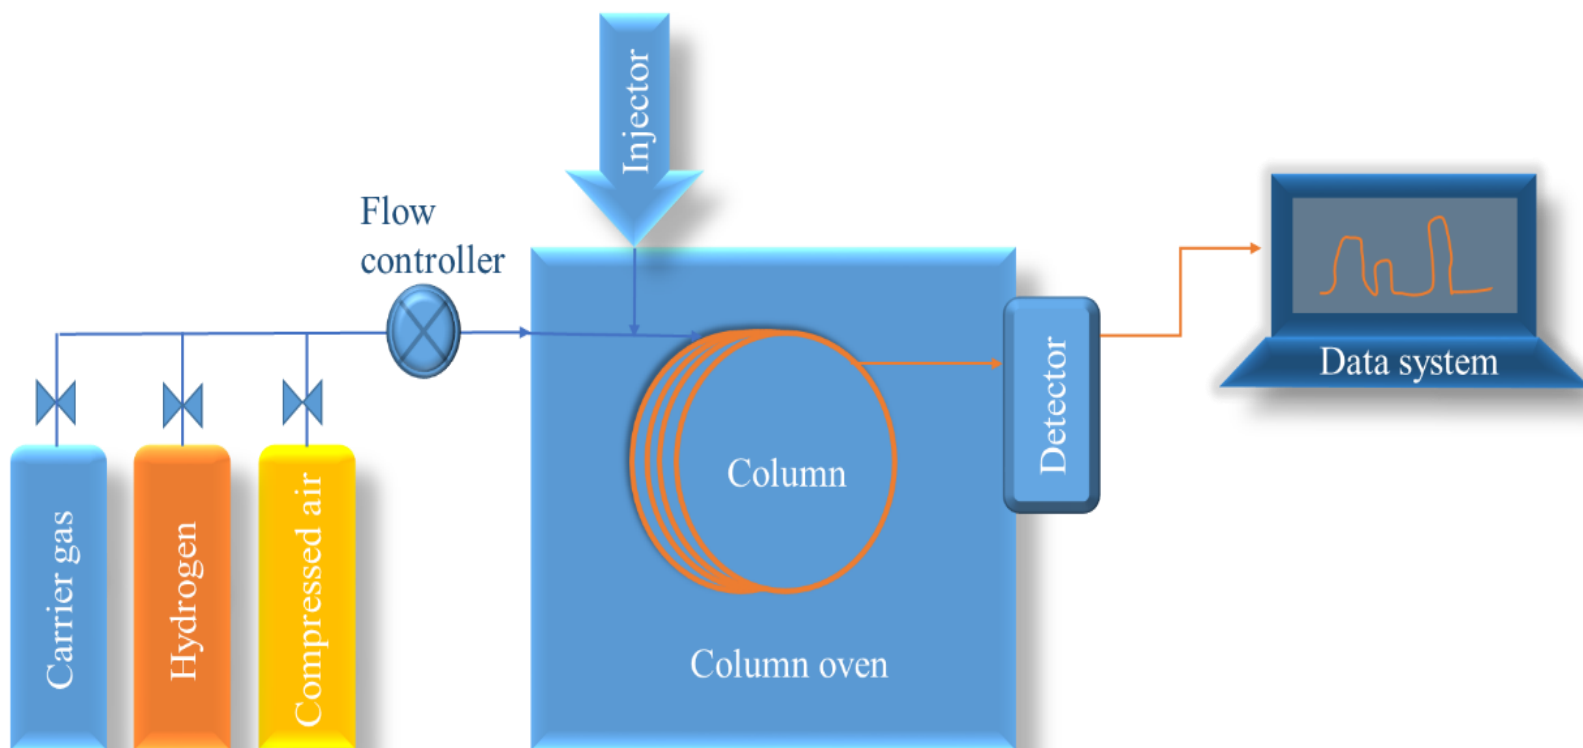 Injector
Flow
controller
Data system
Detector
Column
Carrier gas
Hydrogen
Compressed air
Column oven